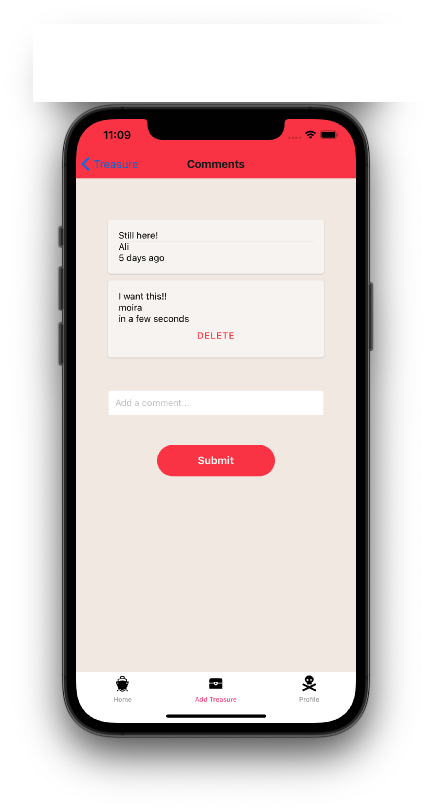 11:09
Treasure
Comments
Still here!
Ali
5 days ago
I want this!!
moira
in a few seconds
DELETE
Add a comment...
Submit
Home
Add Treasure
Profile